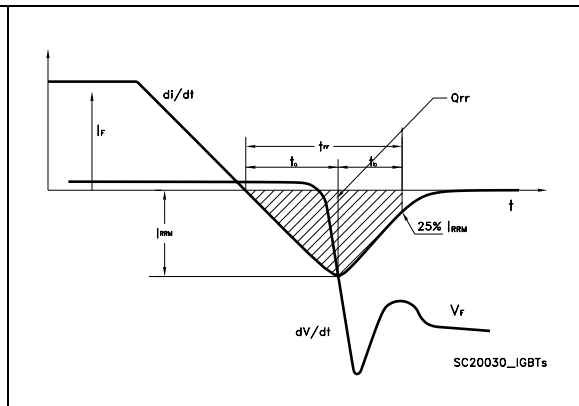 di/dt
Qrr
IF
trr
ta
tb
t
IRRM
25% IRRM
dV/dt
VF
SC20030_IGBTs